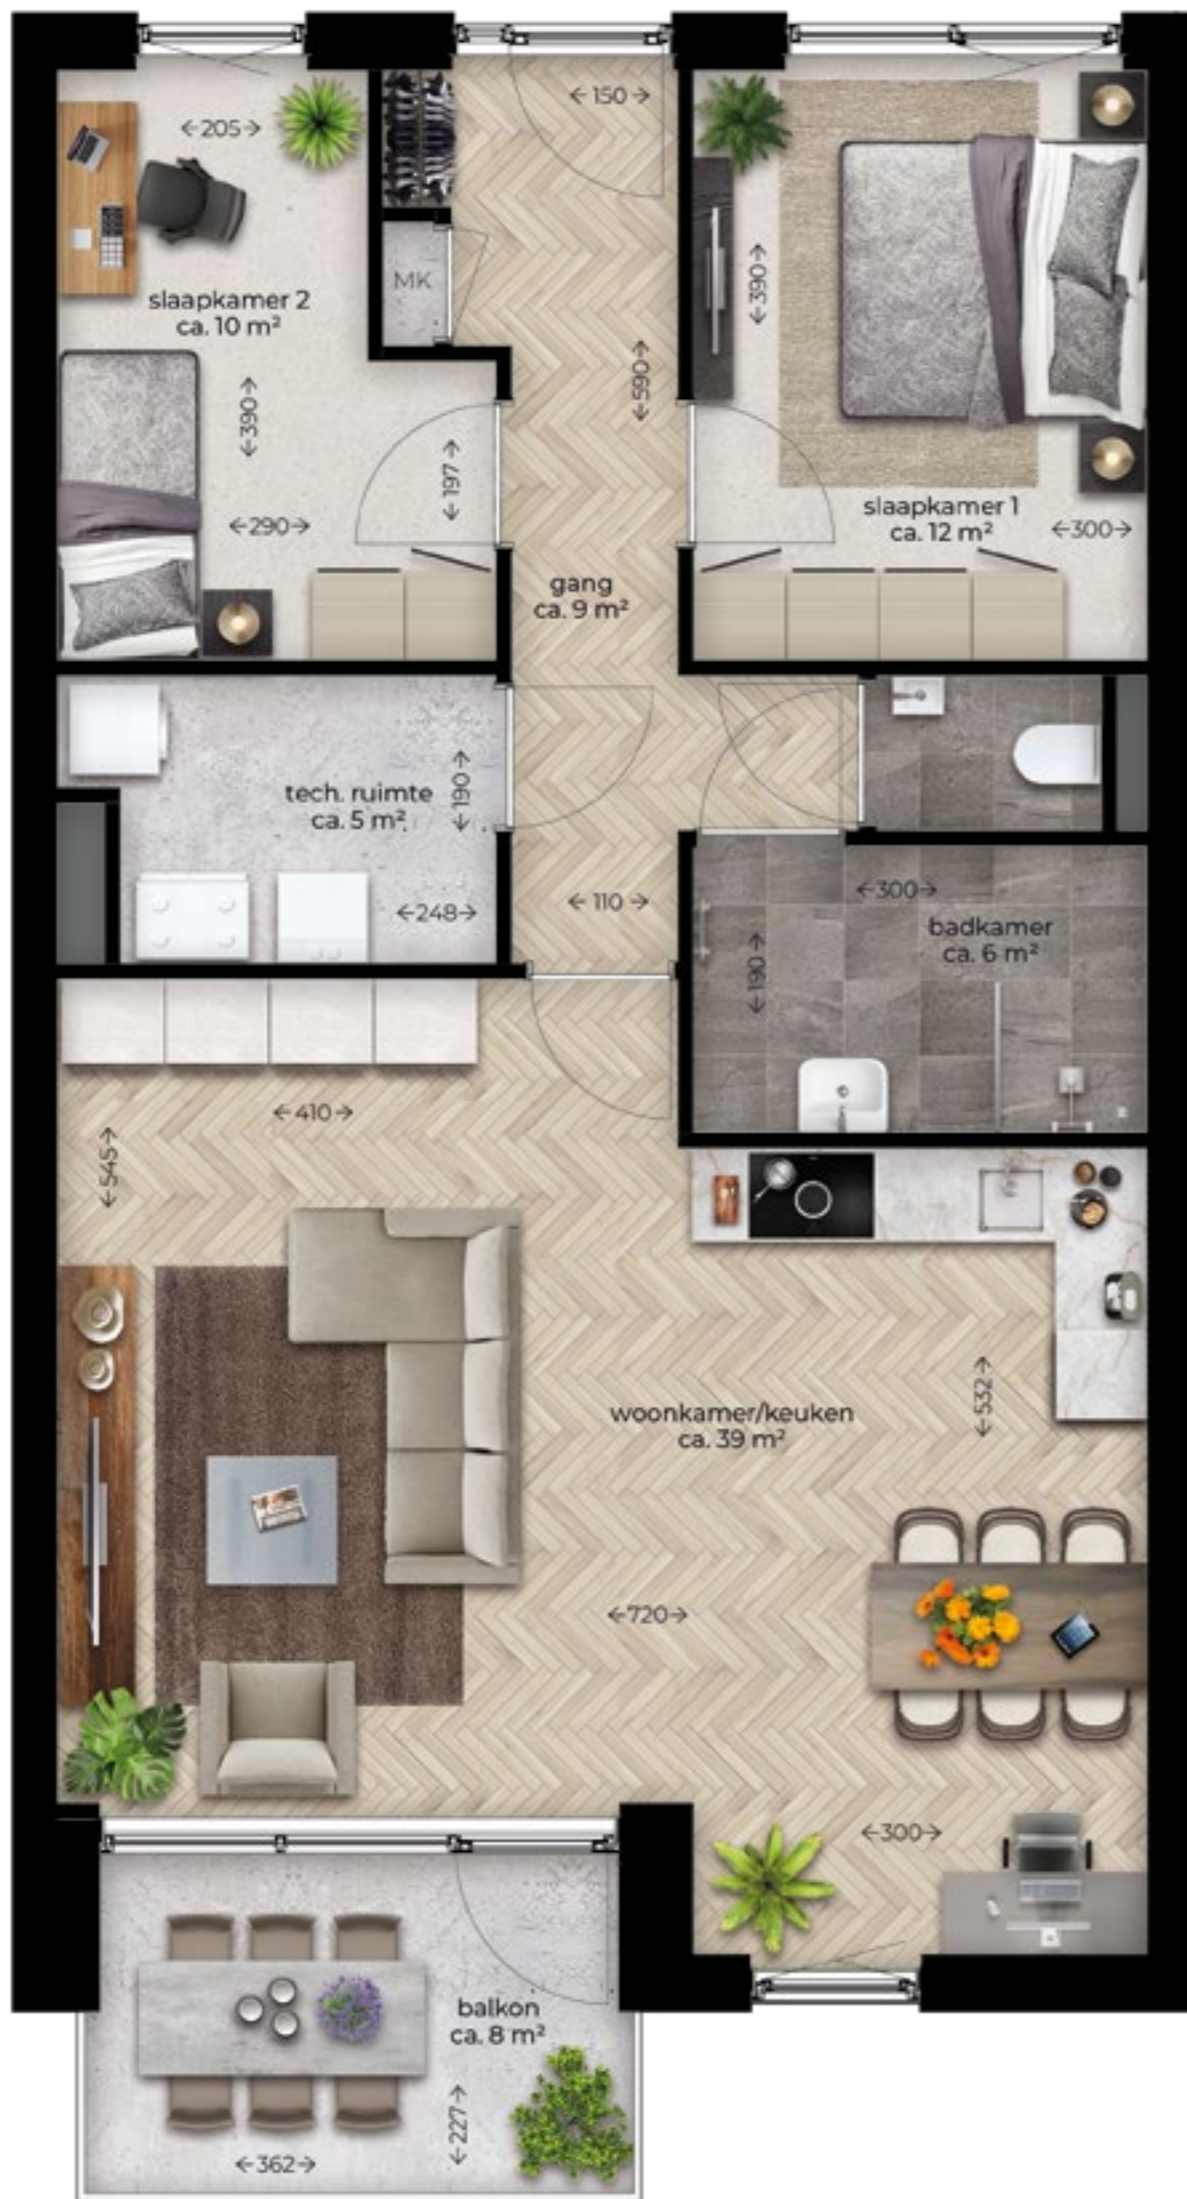 ←150→
←205→
MK
slaapkamer 2
ca. 10 m²
←390→
←590→
←390→
←197→
←290→
slaapkamer 1
ca. 12 m²
←300→
gang
ca. 9 m²
tech. ruimte
ca. 5 m²
←190→
←248→
←110→
←300→
badkamer
ca. 6 m²
←190→
←410→
←545→
woonkamer/keuken
ca. 39 m²
←532→
←720→
←300→
balkon
ca. 8 m²
←227→
←362→